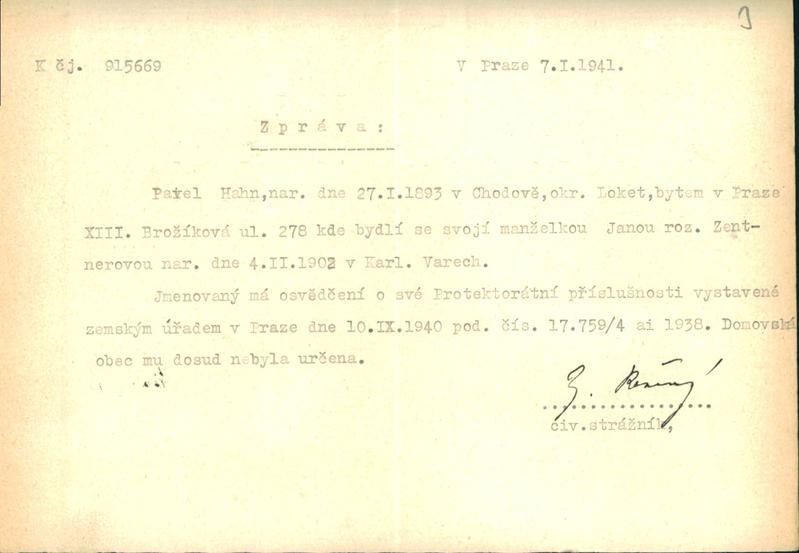 K čj. 915669
V Praze 7.I.1941.
Zpráva:
Pavel Hahn,nar. dne 27.I.1893 v Chodově,okr. Loket,bytem v Praze
XIII. Brožíková ul. 278 kde bydlí se svojí manželkou Janou roz. Zent-
nerovou nar. dne 4.II.1902 v Karl. Varech.
Jmenovaný má osvědčení o své Protektorátní příslušnosti vystavené
zemským úřadem v Praze dne 10.IX.1940 pod. čís. 17.759/4 ai 1938. Domovská
obec mu dosud nebyla určena.
civ.strážník,